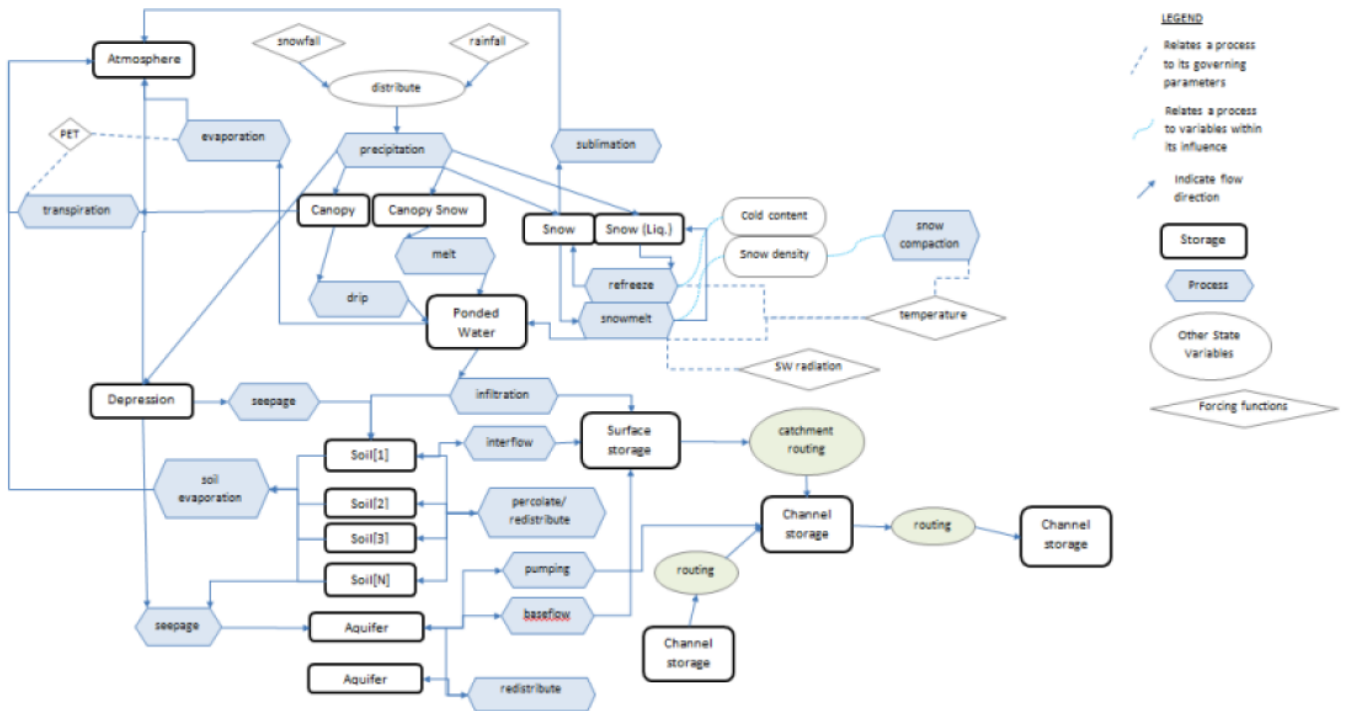 LEGEND
Relates a process
to its governing
parameters
Relates a process
to variables within
its influence
Indicate flow
direction
Storage
Process
Other State
Variables
Forcing functions
snowfall
rainfall
Atmosphere
distribute
PET
evaporation
precipitation
sublimation
transpiration
Canopy
Canopy Snow
Snow
Snow (Liq.)
Cold content
snow
compaction
Snow density
melt
refreeze
drip
Ponded
Water
snowmelt
temperature
SW radiation
Depression
seepage
infiltration
Surface
storage
catchment
routing
Soil[1]
interflow
soil
evaporation
Soil[2]
percolate/
redistribute
Soil[3]
Channel
storage
routing
Channel
storage
Soil[N]
pumping
routing
seepage
Aquifer
baseflow
Channel
storage
Aquifer
redistribute